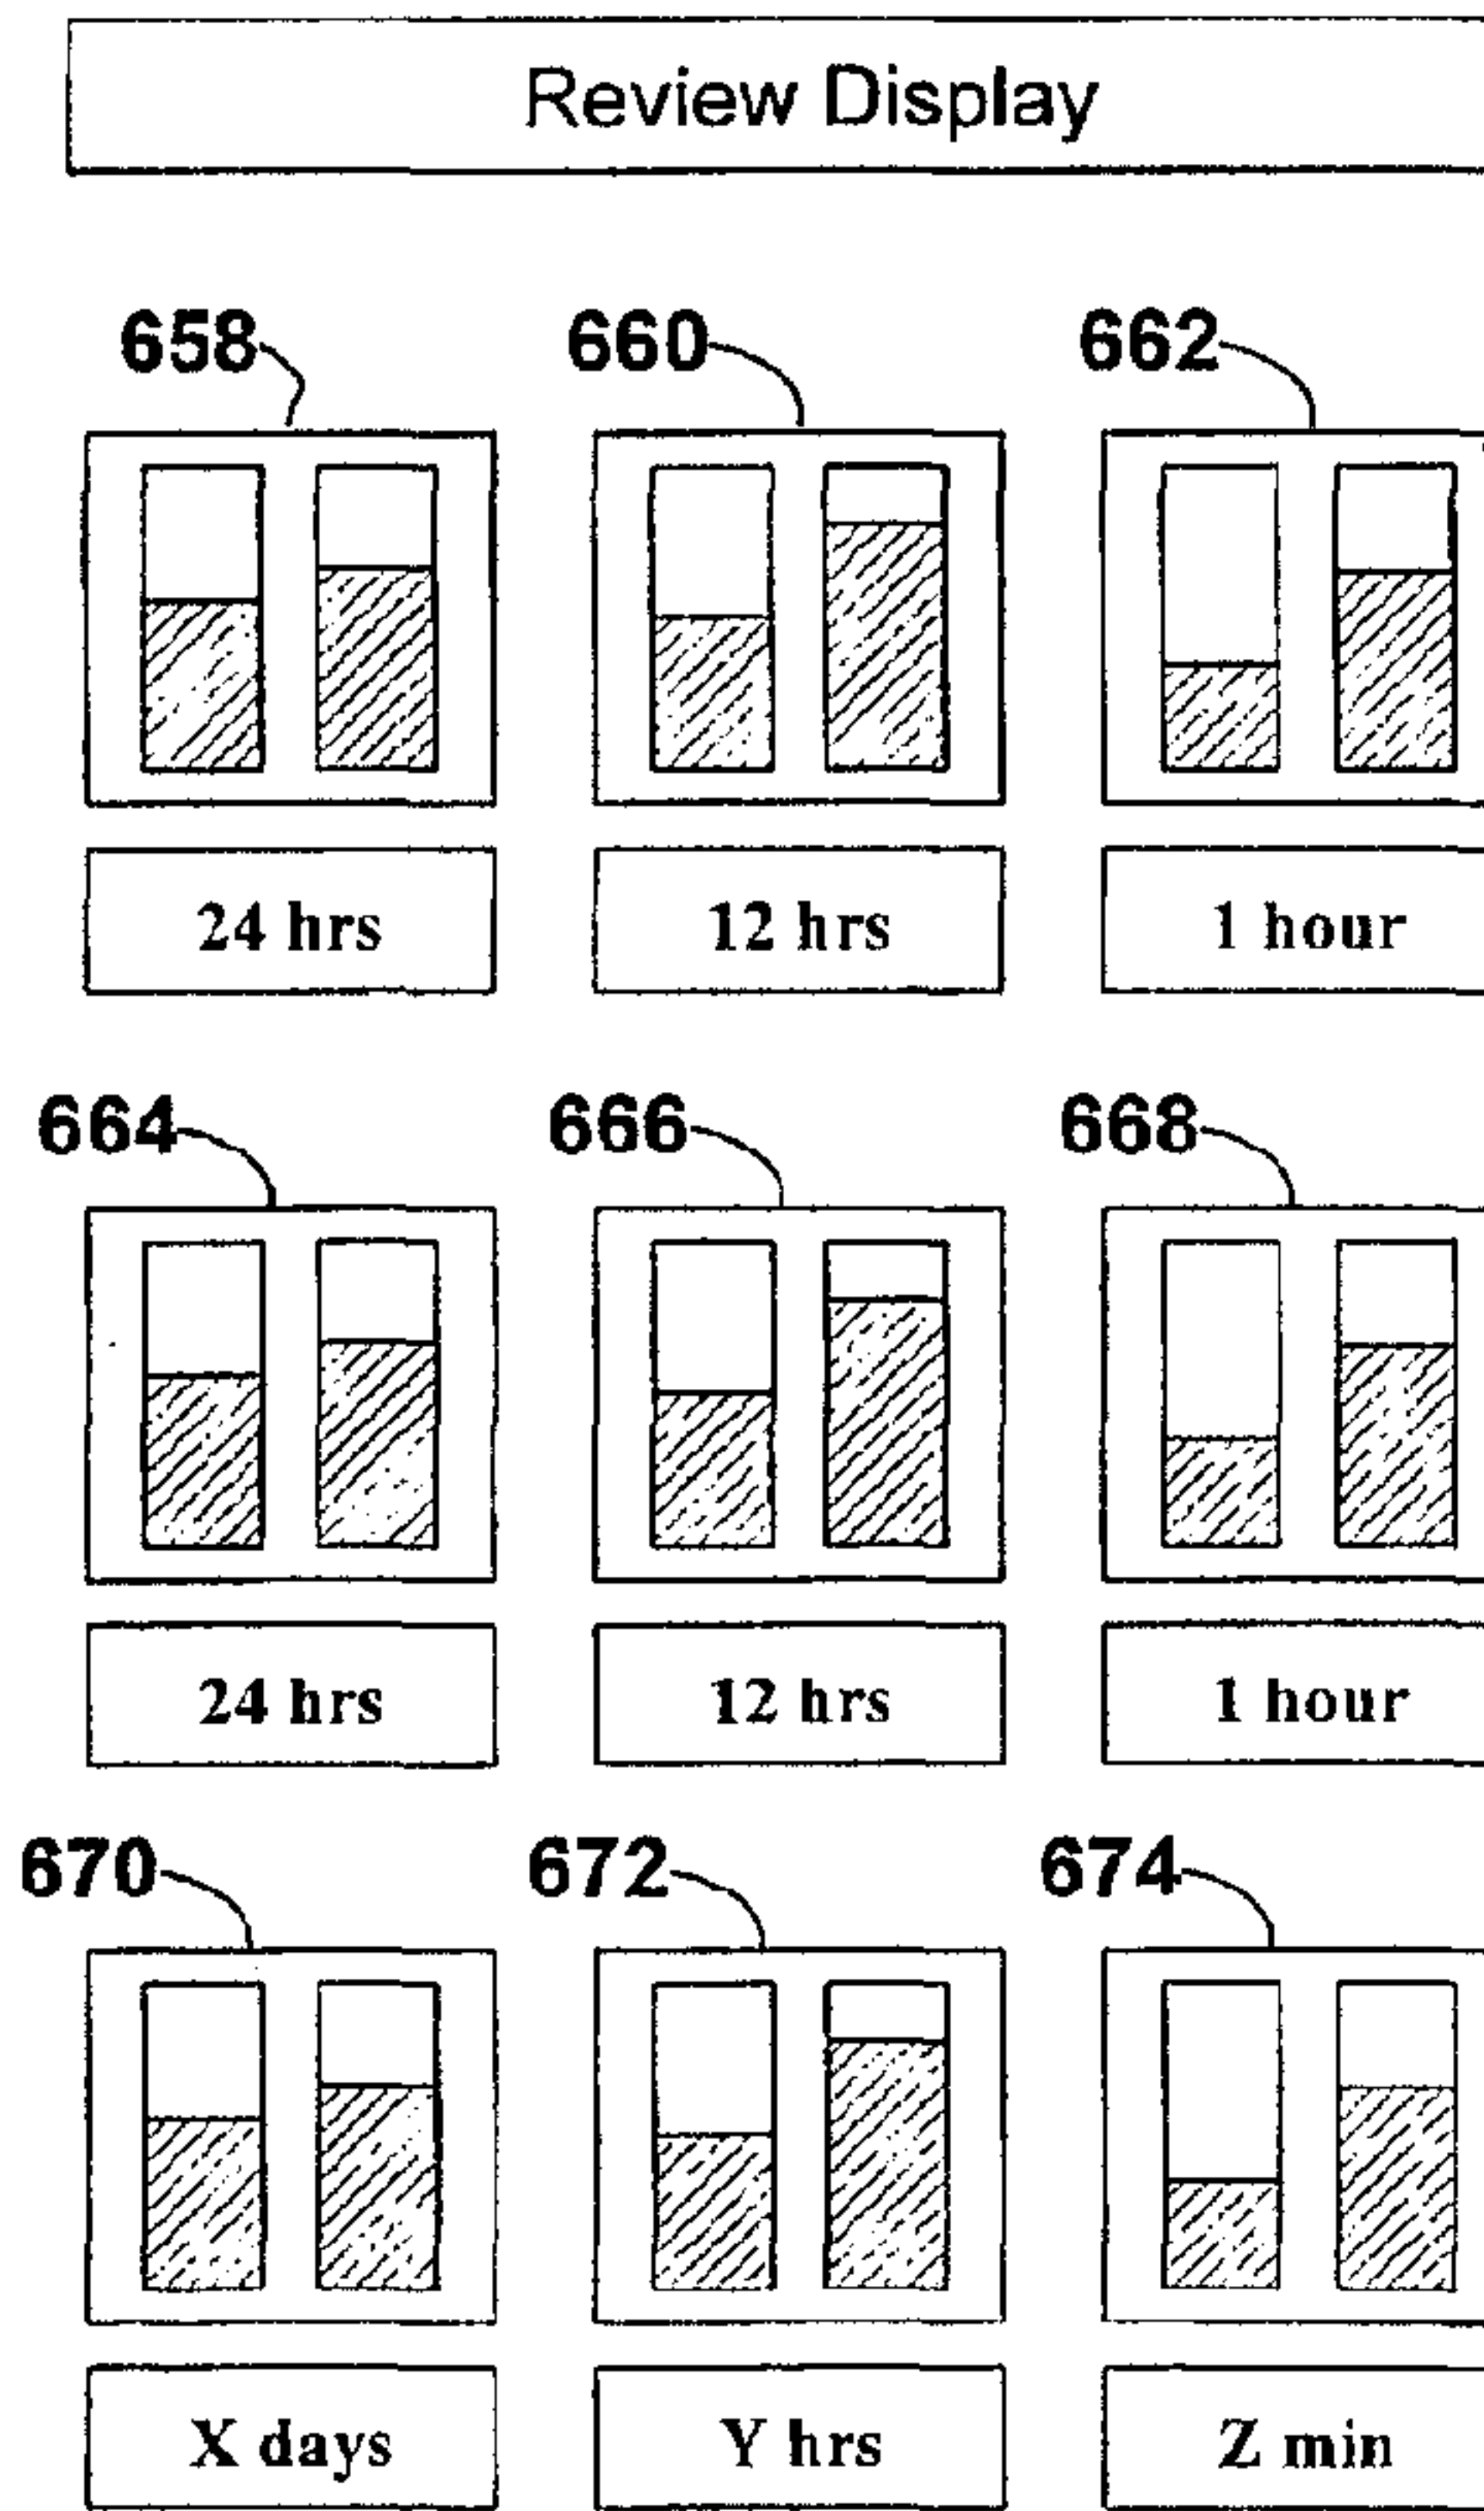 Review Display
658 660 662
24 hrs 12 hrs 1 hour
664 666 668
24 hrs 12 hrs 1 hour
670 672 674
X days Y hrs Z min